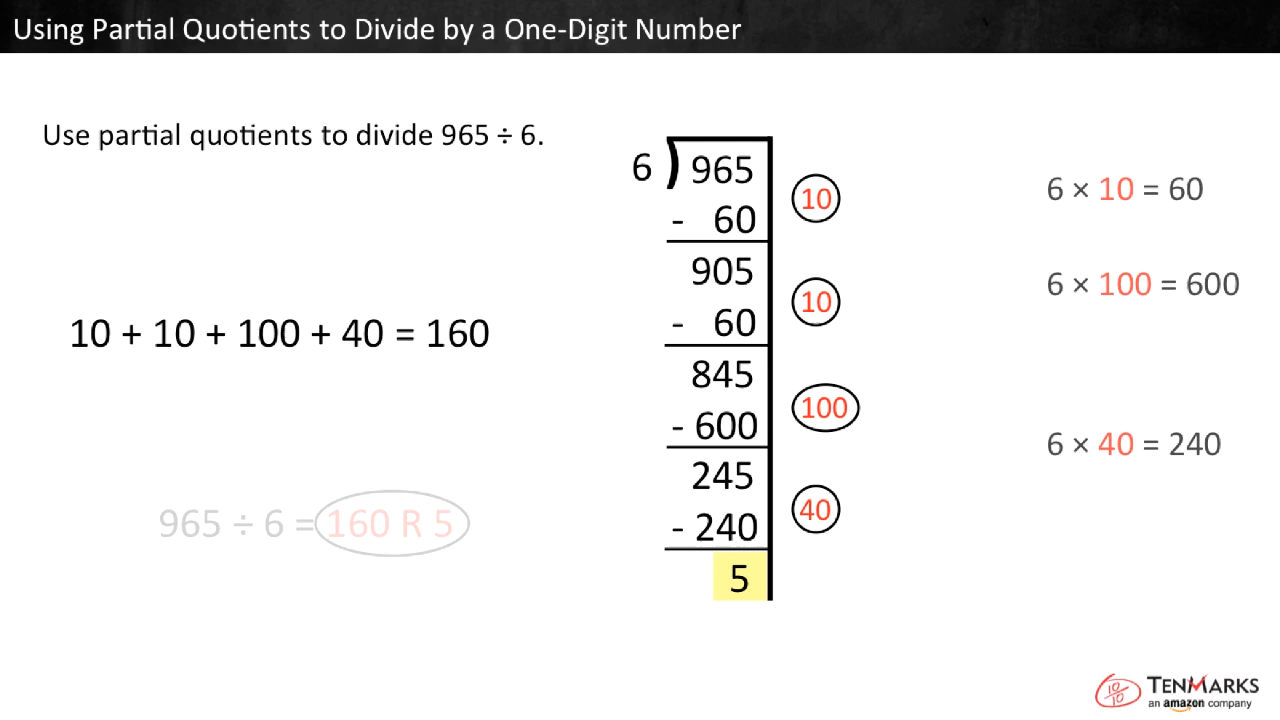 Using Partial Quotients to Divide by a One-Digit Number
Use partial quotients to divide 965 ÷ 6.
10 + 10 + 100 + 40 = 160
965 ÷ 6 = 160 R 5
6 ) 965
- 60 10
905
- 60 10
845
- 600 100
245
- 240 40
5
6 × 10 = 60
6 × 100 = 600
6 × 40 = 240
10/10 TENMARKS
an amazon company